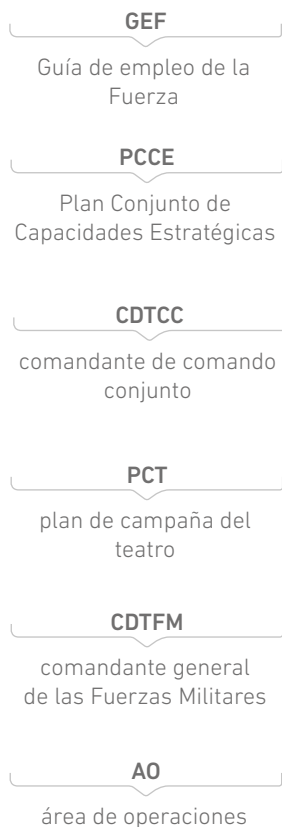 GEF
Guía de empleo de la
Fuerza
PCCE
Plan Conjunto de
Capacidades Estratégicas
CDTCC
comandante de comando
conjunto
PCT
plan de campaña del
teatro
CDTFM
comandante general
de las Fuerzas Militares
AO
área de operaciones